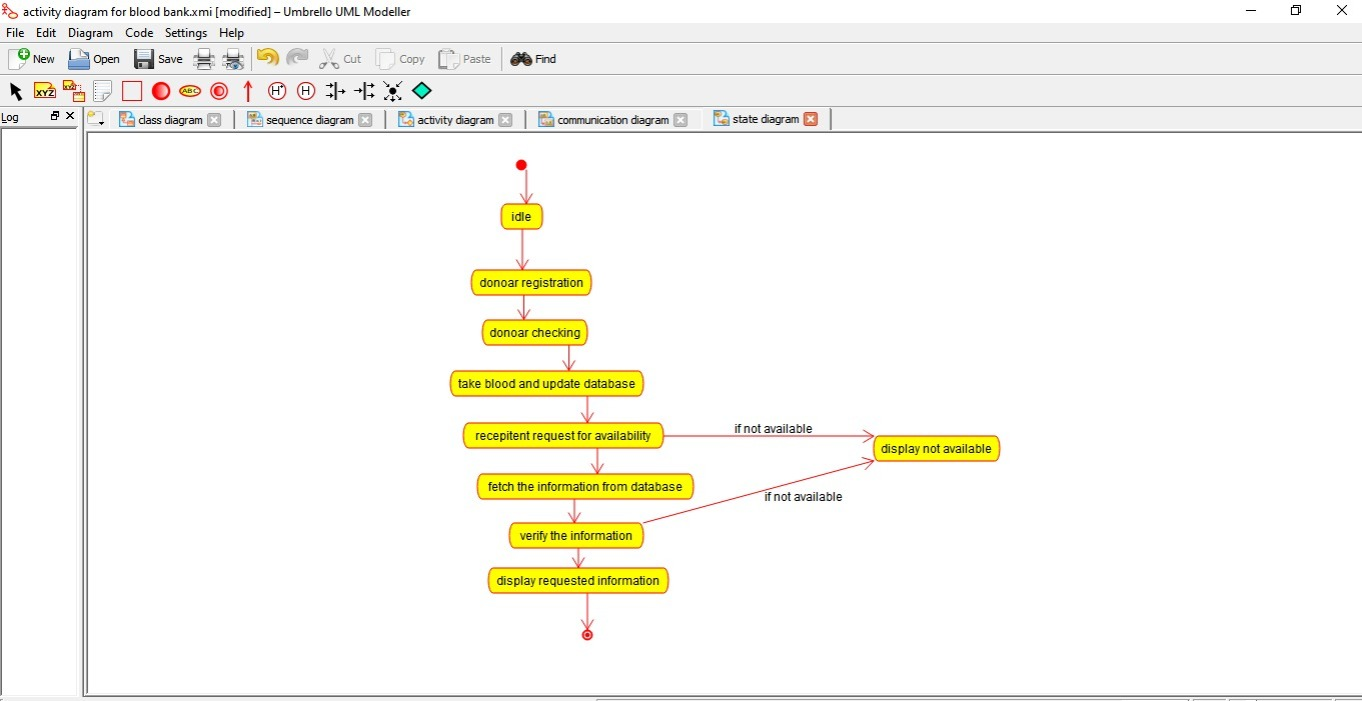 activity diagram for blood bank.xmi [modified] – Umbrello UML Modeller
File Edit Diagram Code Settings Help
New Open Save Cut Copy Paste Find
XYZ XYZ ABC H* H
Log class diagram sequence diagram activity diagram communication diagram state diagram
idle
donoar registration
donoar checking
take blood and update database
if not available
recepitent request for availability
display not available
fetch the information from database
if not available
verify the information
display requested information